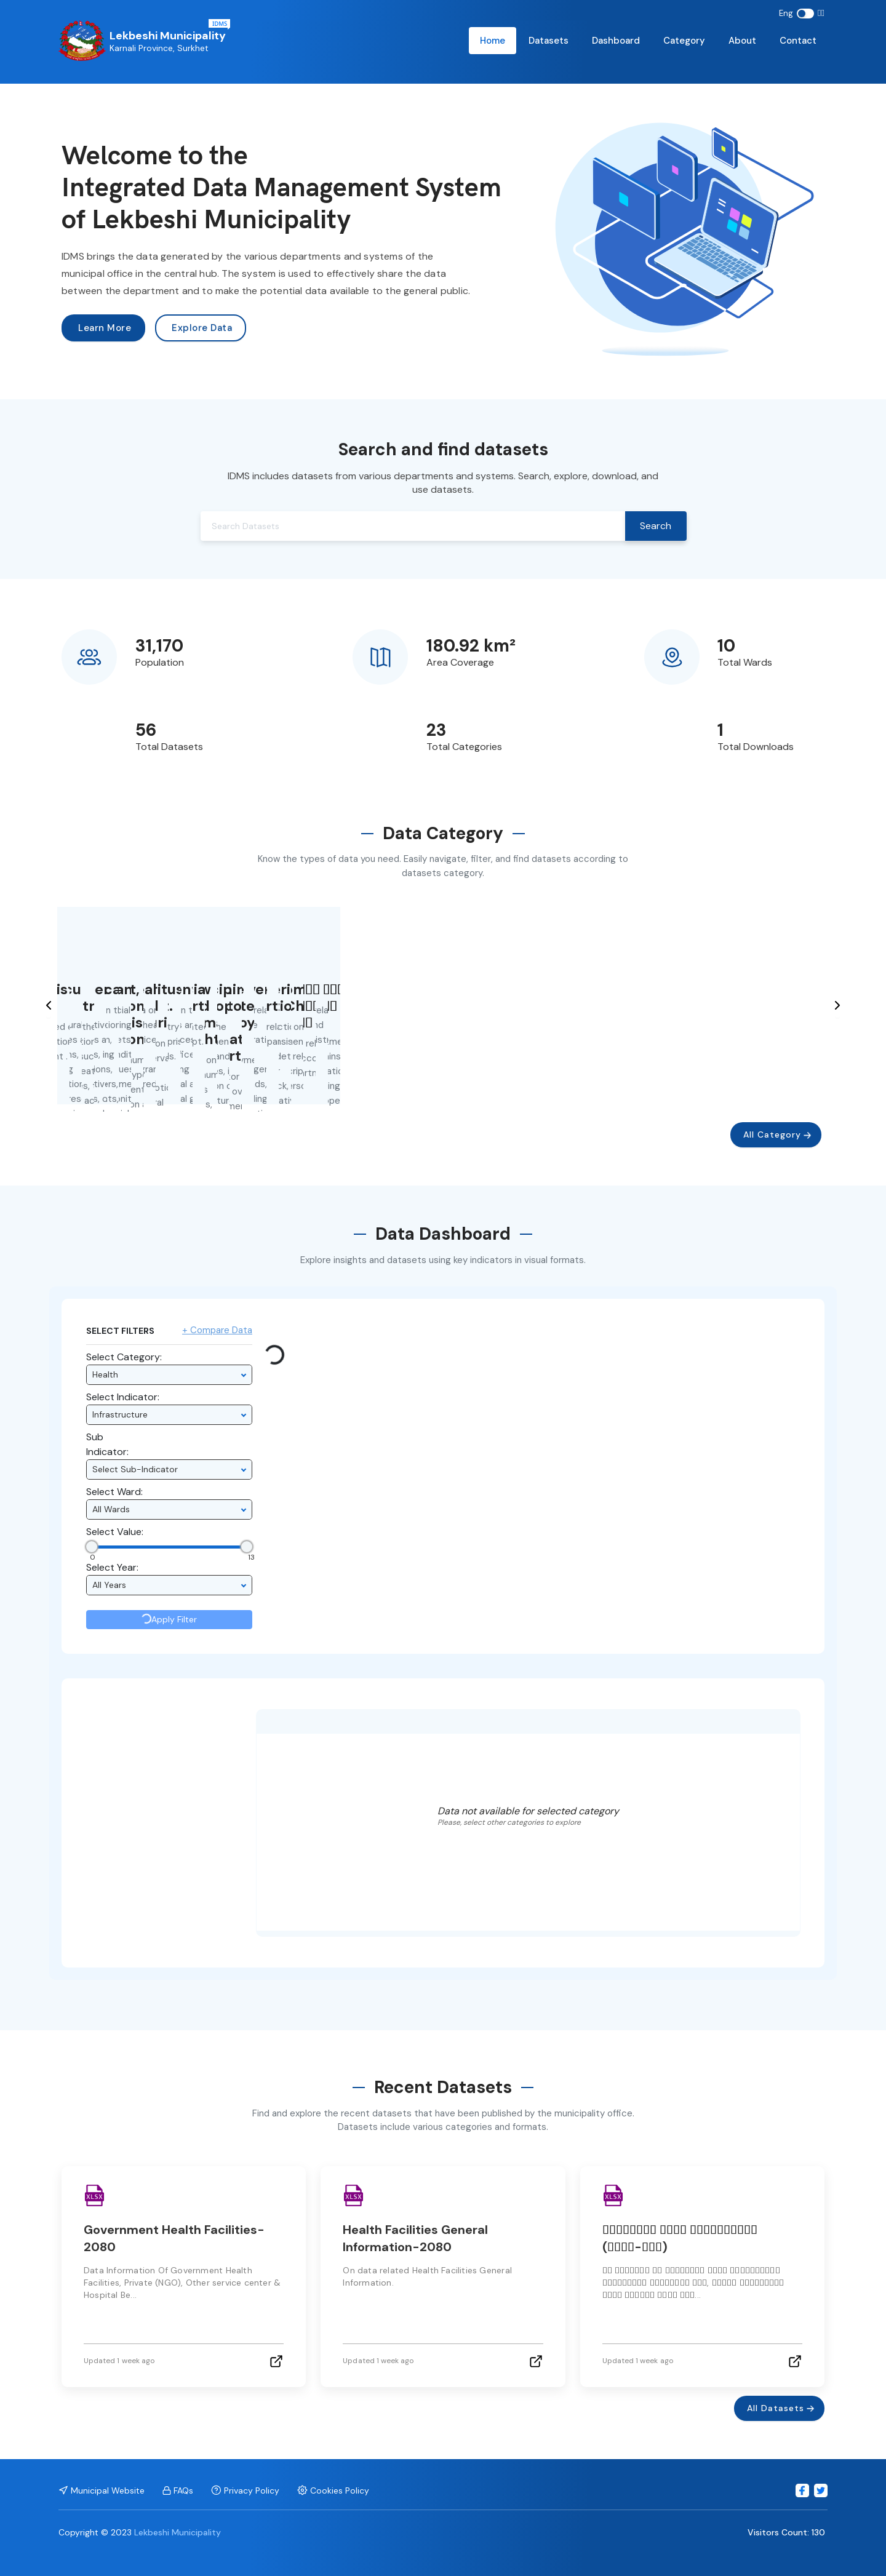 Eng
IDMS
Lekbeshi Municipality
Karnali Province, Surkhet
Home Datasets Dashboard Category About Contact
Welcome to the
Integrated Data Management System
of Lekbeshi Municipality
IDMS brings the data generated by the various departments and systems of the
municipal office in the central hub. The system is used to effectively share the data
between the department and to make the potential data available to the general public.
Learn More Explore Data
Search and find datasets
IDMS includes datasets from various departments and systems. Search, explore, download, and
use datasets.
Search Datasets Search
31,170
Population
180.92 km²
Area Coverage
10
Total Wards
56
Total Datasets
23
Total Categories
1
Total Downloads
Data Category
Know the types of data you need. Easily navigate, filter, and find datasets according to
datasets category.
All Category
Data Dashboard
Explore insights and datasets using key indicators in visual formats.
SELECT FILTERS + Compare Data
Select Category:
Health
Select Indicator:
Infrastructure
Sub
Indicator:
Select Sub-Indicator
Select Ward:
All Wards
Select Value:
0 13
Select Year:
All Years
Apply Filter
Data not available for selected category
Please, select other categories to explore
Recent Datasets
Find and explore the recent datasets that have been published by the municipality office.
Datasets include various categories and formats.
XLSX
Government Health Facilities-
2080
Data Information Of Government Health
Facilities, Private (NGO), Other service center &
Hospital Be...
Updated 1 week ago
XLSX
Health Facilities General
Information-2080
On data related Health Facilities General
Information.
Updated 1 week ago
XLSX
Updated 1 week ago
All Datasets
Municipal Website FAQs Privacy Policy Cookies Policy
Copyright © 2023 Lekbeshi Municipality
Visitors Count: 130